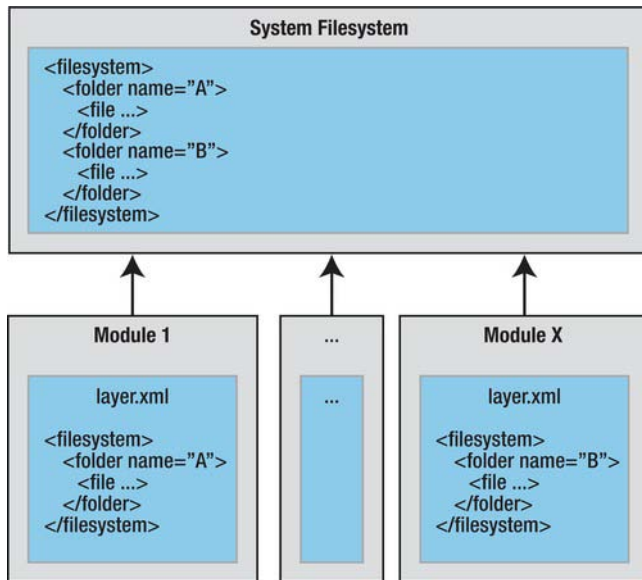 System Filesystem
<filesystem>
<folder name=”A”>
<file ...>
</folder>
<folder name=”B”>
<file ...>
</folder>
</filesystem>
Module 1
layer.xml
<filesystem>
<folder name=”A”>
<file ...>
</folder>
</filesystem>
...
...
Module X
layer.xml
<filesystem>
<folder name=”B”>
<file ...>
</folder>
</filesystem>